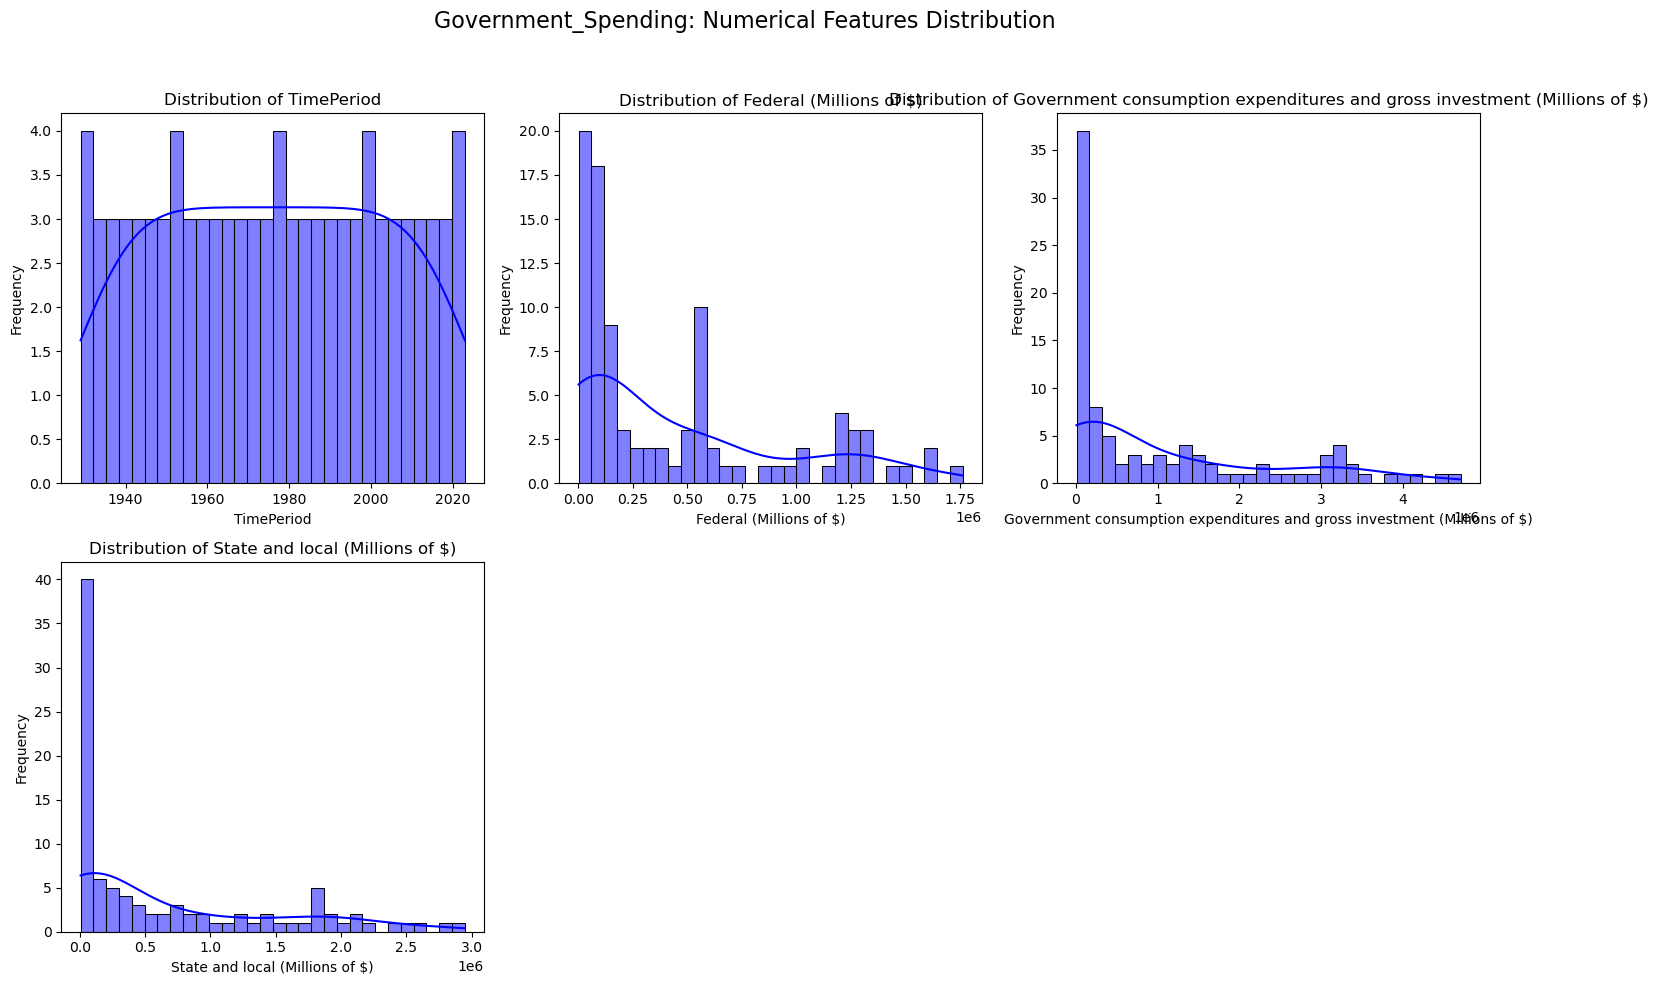 Government_Spending: Numerical Features Distribution
Distribution of TimePeriod
4.0
3.5
3.0
2.5
2.0
1.5
1.0
0.5
0.0
Frequency
1940 1960 1980 2000 2020
TimePeriod
Distribution of Federal (Millions of $)
20.0
17.5
15.0
12.5
10.0
7.5
5.0
2.5
0.0
Frequency
0.00 0.25 0.50 0.75 1.00 1.25 1.50 1.75
1e6
Federal (Millions of $)
Distribution of Government consumption expenditures and gross investment (Millions of $)
35
30
25
20
15
10
5
0
Frequency
0 1 2 3 4
1e6
Government consumption expenditures and gross investment (Millions of $)
Distribution of State and local (Millions of $)
40
35
30
25
20
15
10
5
0
Frequency
0.0 0.5 1.0 1.5 2.0 2.5 3.0
1e6
State and local (Millions of $)